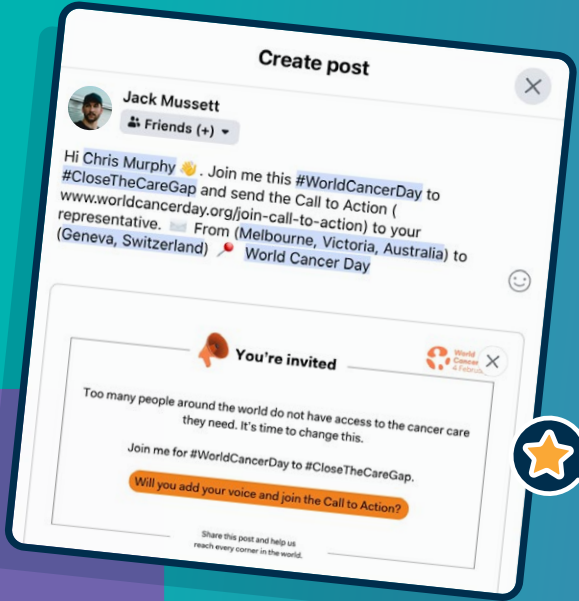 Create post
Jack Mussett
Friends (+)
Hi Chris Murphy 👋 . Join me this #WorldCancerDay to
#CloseTheCareGap and send the Call to Action (
www.worldcancerday.org/join-call-to-action) to your
representative. ✉️ From (Melbourne, Victoria, Australia) to
(Geneva, Switzerland) 📍 World Cancer Day
You're invited
World
Cancer
4 Februa
Too many people around the world do not have access to the cancer care
they need. It's time to change this.
Join me for #WorldCancerDay to #CloseTheCareGap.
Will you add your voice and join the Call to Action?
Share this post and help us
reach every corner in the world.